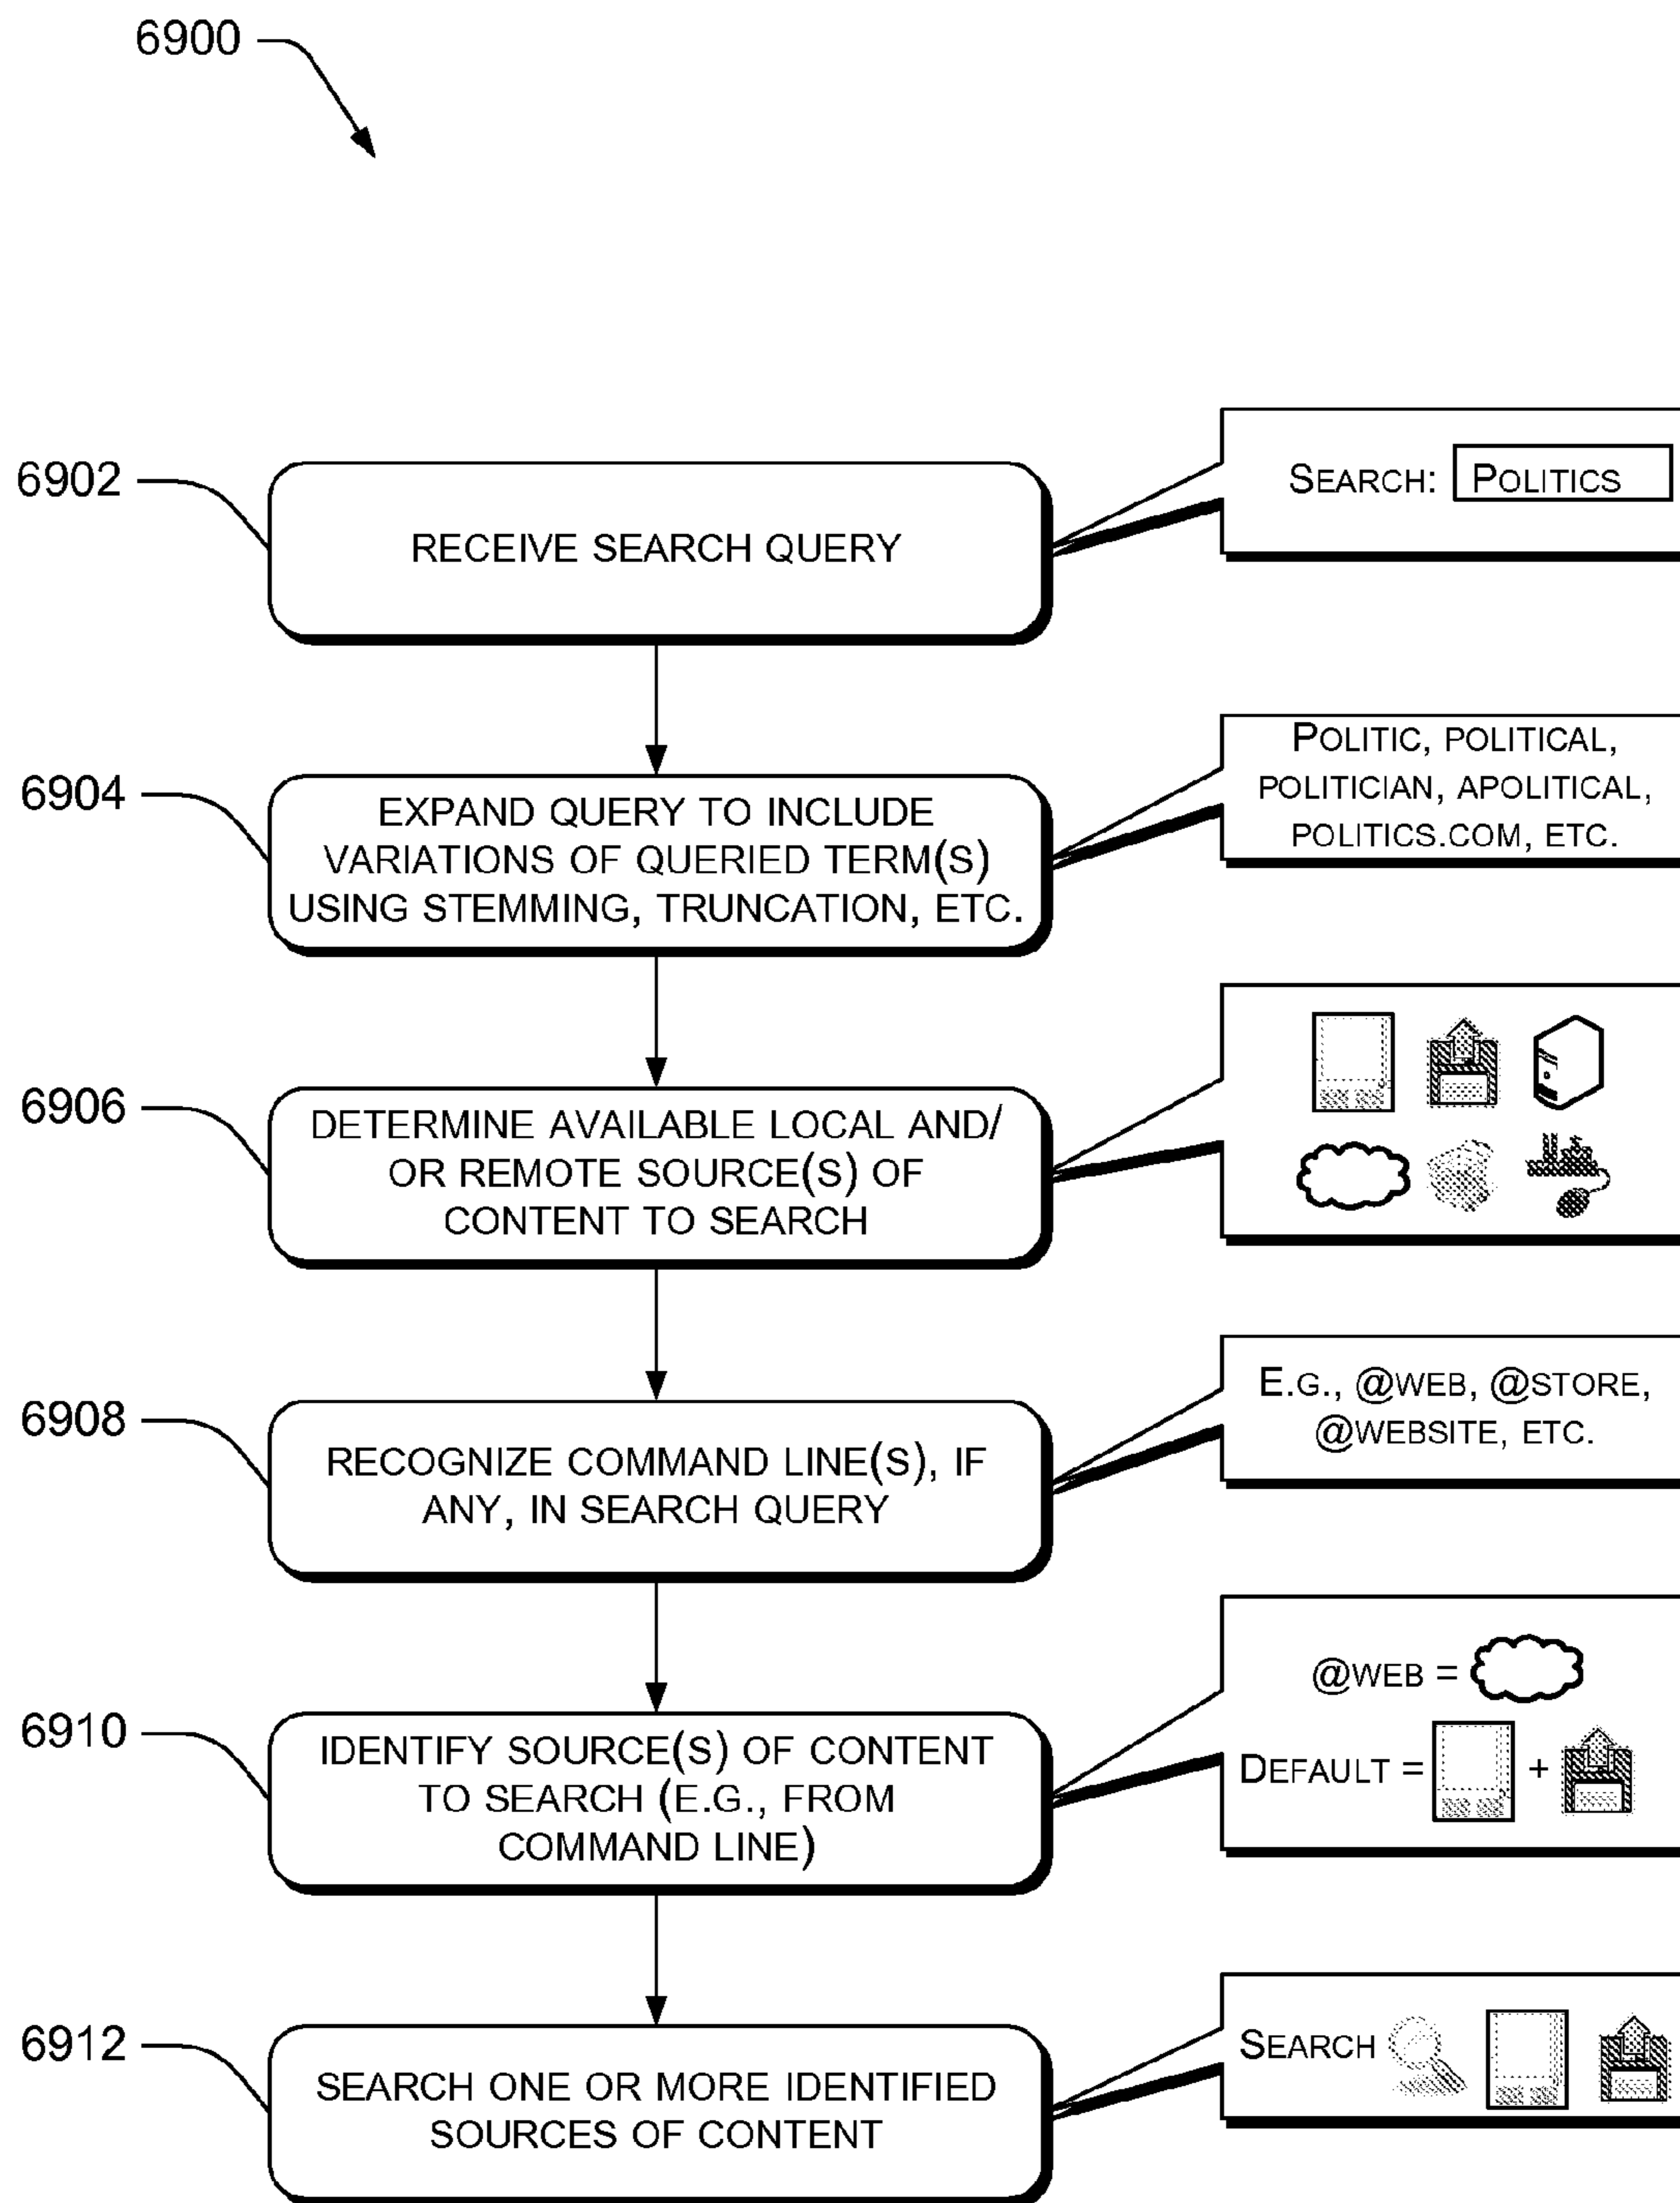 6900
6902
RECEIVE SEARCH QUERY
SEARCH: POLITICS
6904
EXPAND QUERY TO INCLUDE
VARIATIONS OF QUERIED TERM(S)
USING STEMMING, TRUNCATION, ETC.
POLITIC, POLITICAL,
POLITICIAN, APOLITICAL,
POLITICS.COM, ETC.
6906
DETERMINE AVAILABLE LOCAL AND/
OR REMOTE SOURCE(S) OF
CONTENT TO SEARCH
6908
RECOGNIZE COMMAND LINE(S), IF
ANY, IN SEARCH QUERY
E.G., @WEB, @STORE,
@WEBSITE, ETC.
6910
IDENTIFY SOURCE(S) OF CONTENT
TO SEARCH (E.G., FROM
COMMAND LINE)
@WEB =
DEFAULT = +
6912
SEARCH ONE OR MORE IDENTIFIED
SOURCES OF CONTENT
SEARCH